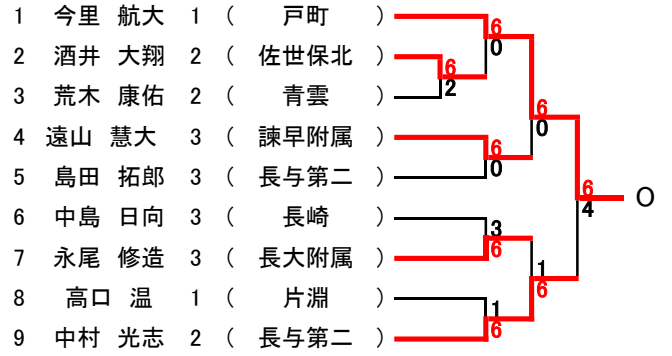 1 今里 航大 1 ( 戸町 ) 6
0
2 酒井 大翔 2 ( 佐世保北 ) 6
3 荒木 康佑 2 ( 青雲 ) 2
6
0
4 遠山 慧大 3 ( 諫早附属 ) 6
5 島田 拓郎 3 ( 長与第二 ) 0
6
4 O
6 中島 日向 3 ( 長崎 ) 3
7 永尾 修造 3 ( 長大附属 ) 6
1
6
8 高口 温 1 ( 片淵 ) 1
9 中村 光志 2 ( 長与第二 ) 6